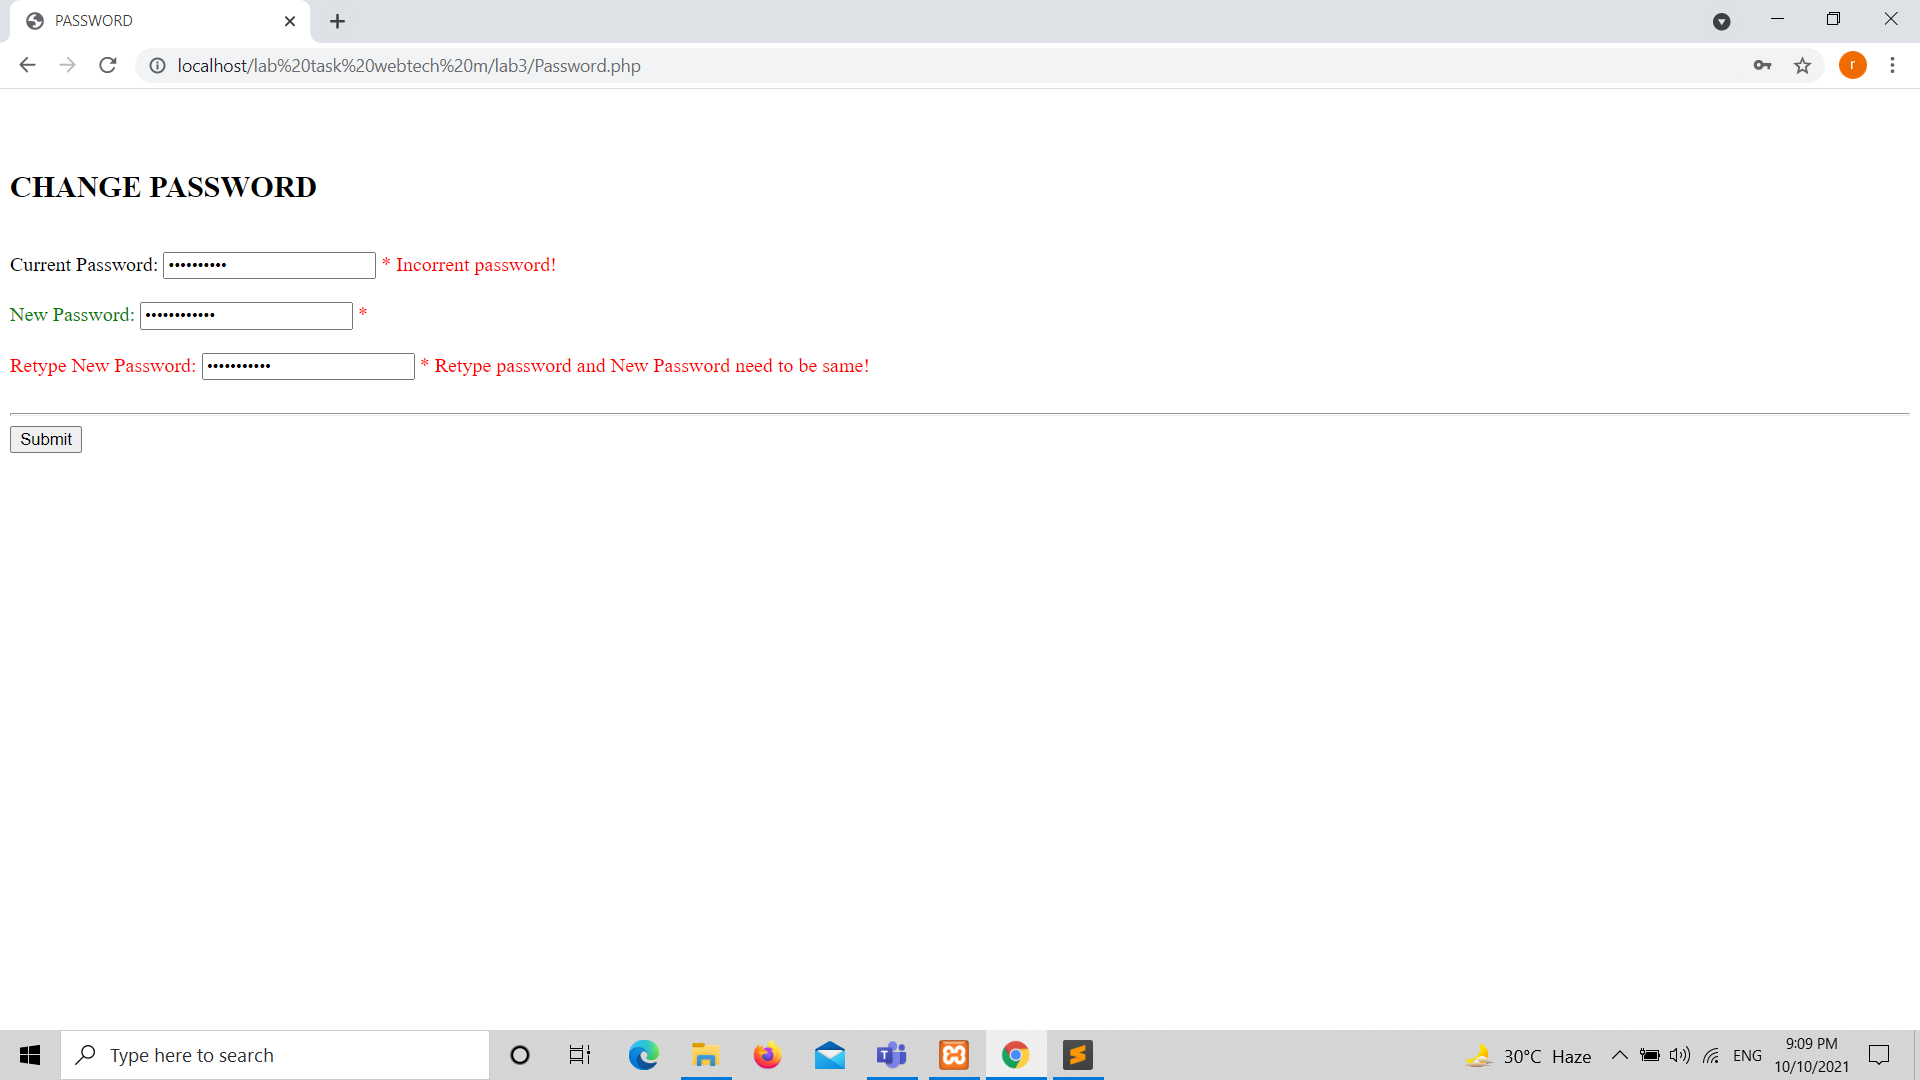 PASSWORD
localhost/lab%20task%20webtech%20m/lab3/Password.php
r
CHANGE PASSWORD
Current Password: •••••••••• * Incorrent password!
New Password: •••••••••••• *
Retype New Password: ••••••••••• * Retype password and New Password need to be same!
Submit
Type here to search
30°C Haze
ENG
9:09 PM
10/10/2021